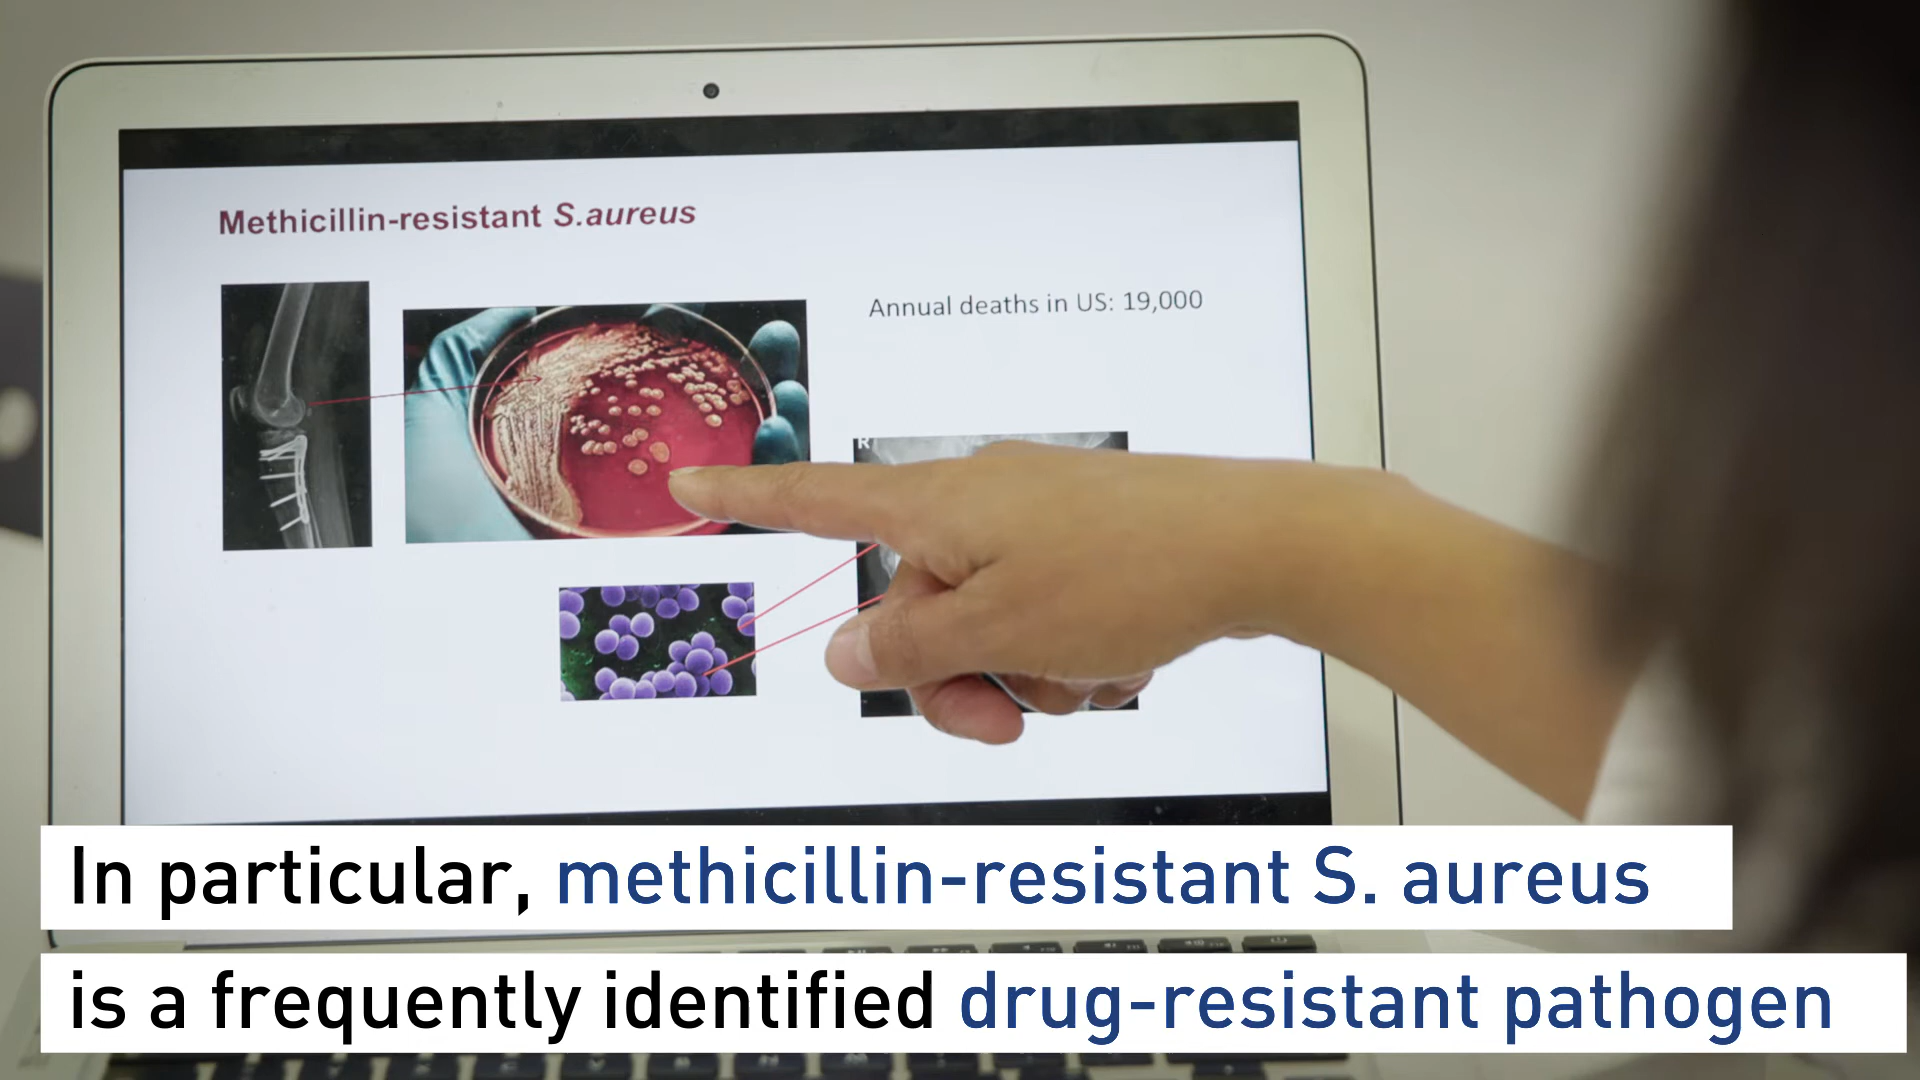 Methicillin-resistant S.aureus
Annual deaths in US: 19,000
R
In particular, methicillin-resistant S. aureus
is a frequently identified drug-resistant pathogen